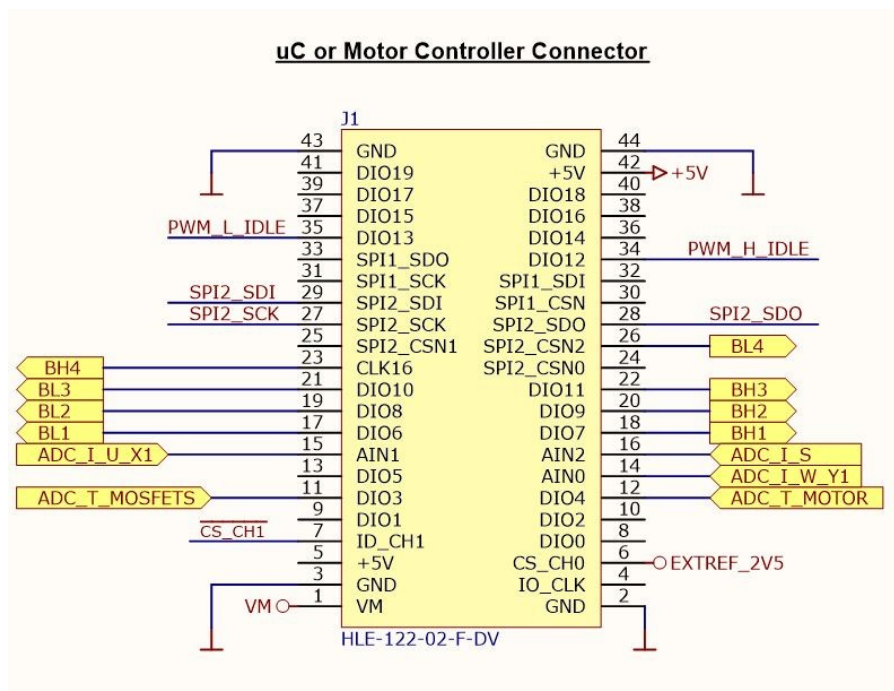 uC or Motor Controller Connector
J1
43 GND GND 44
41 DIO19 +5V 42 +5V
39 DIO17 DIO18 40
37 DIO15 DIO16 38
PWM_L_IDLE 35 DIO13 DIO14 36
33 SPI1_SDO DIO12 34 PWM_H_IDLE
31 SPI1_SCK SPI1_SDI 32
SPI2_SDI 29 SPI2_SDI SPI1_CSN 30
SPI2_SCK 27 SPI2_SCK SPI2_SDO 28 SPI2_SDO
25 SPI2_CSN1 SPI2_CSN2 26 BL4
BH4 23 CLK16 SPI2_CSN0 24
BL3 21 DIO10 DIO11 22 BH3
BL2 19 DIO8 DIO9 20 BH2
BL1 17 DIO6 DIO7 18 BH1
ADC_I_U_X1 15 AIN1 AIN2 16 ADC_I_S
13 DIO5 AIN0 14 ADC_I_W_Y1
ADC_T_MOSFETS 11 DIO3 DIO4 12 ADC_T_MOTOR
9 DIO1 DIO2 10
CS_CH1 7 ID_CH1 DIO0 8
5 +5V CS_CH0 6 EXTREF_2V5
3 GND IO_CLK 4
VM 1 VM GND 2
HLE-122-02-F-DV